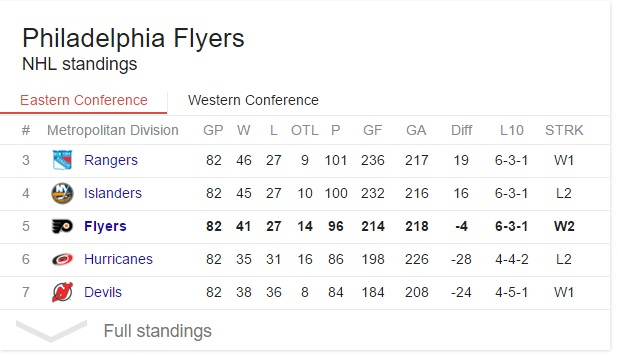 Philadelphia Flyers
NHL standings
Eastern Conference Western Conference
# Metropolitan Division GP W L OTL P GF GA Diff L10 STRK
3 Rangers 82 46 27 9 101 236 217 19 6-3-1 W1
4 Islanders 82 45 27 10 100 232 216 16 6-3-1 L2
5 Flyers 82 41 27 14 96 214 218 -4 6-3-1 W2
6 Hurricanes 82 35 31 16 86 198 226 -28 4-4-2 L2
7 Devils 82 38 36 8 84 184 208 -24 4-5-1 W1
Full standings